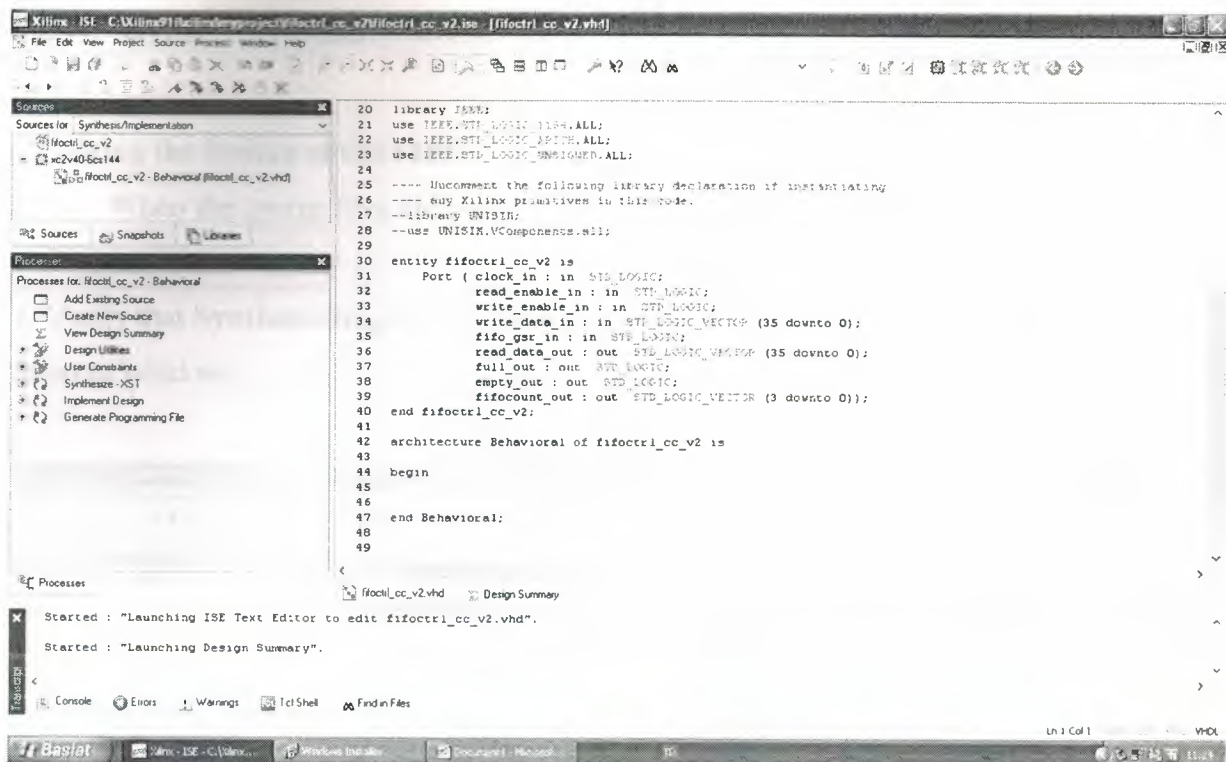 Xilinx - ISE - C:\Xilinx91i\ [fifoctrl_cc_v2.vhd]
File Edit View Project Source Process Window Help
Sources
Sources for: Synthesis/Implementation
fifoctrl_cc_v2
xc2v40-6cs144
fifoctrl_cc_v2 - Behavioral (fifoctrl_cc_v2.vhd)
Sources Snapshots Libraries
Processes
Processes for: fifoctrl_cc_v2 - Behavioral
Add Existing Source
Create New Source
View Design Summary
Design Utilities
User Constraints
Synthesize - XST
Implement Design
Generate Programming File
Processes
20 library IEEE;
21 use IEEE.STD_LOGIC_1164.ALL;
22 use IEEE.STD_LOGIC_ARITH.ALL;
23 use IEEE.STD_LOGIC_UNSIGNED.ALL;
24
25 ---- Uncomment the following library declaration if instantiating
26 ---- any Xilinx primitives in this code.
27 --library UNISIM;
28 --use UNISIM.VComponents.all;
29
30 entity fifoctrl_cc_v2 is
31 Port ( clock_in : in STD_LOGIC;
32 read_enable_in : in STD_LOGIC;
33 write_enable_in : in STD_LOGIC;
34 write_data_in : in STD_LOGIC_VECTOR (35 downto 0);
35 fifo_gsr_in : in STD_LOGIC;
36 read_data_out : out STD_LOGIC_VECTOR (35 downto 0);
37 full_out : out STD_LOGIC;
38 empty_out : out STD_LOGIC;
39 fifocount_out : out STD_LOGIC_VECTOR (3 downto 0));
40 end fifoctrl_cc_v2;
41
42 architecture Behavioral of fifoctrl_cc_v2 is
43
44 begin
45
46
47 end Behavioral;
48
49
fifoctrl_cc_v2.vhd Design Summary
Started : "Launching ISE Text Editor to edit fifoctrl_cc_v2.vhd".
Started : "Launching Design Summary".
Transcript
Console Errors Warnings Tcl Shell Find in Files
Ln 1 Col 1 VHDL
Başlat Xilinx - ISE - C:\Xilinx... Windows Installer Document1 - Microsoft...